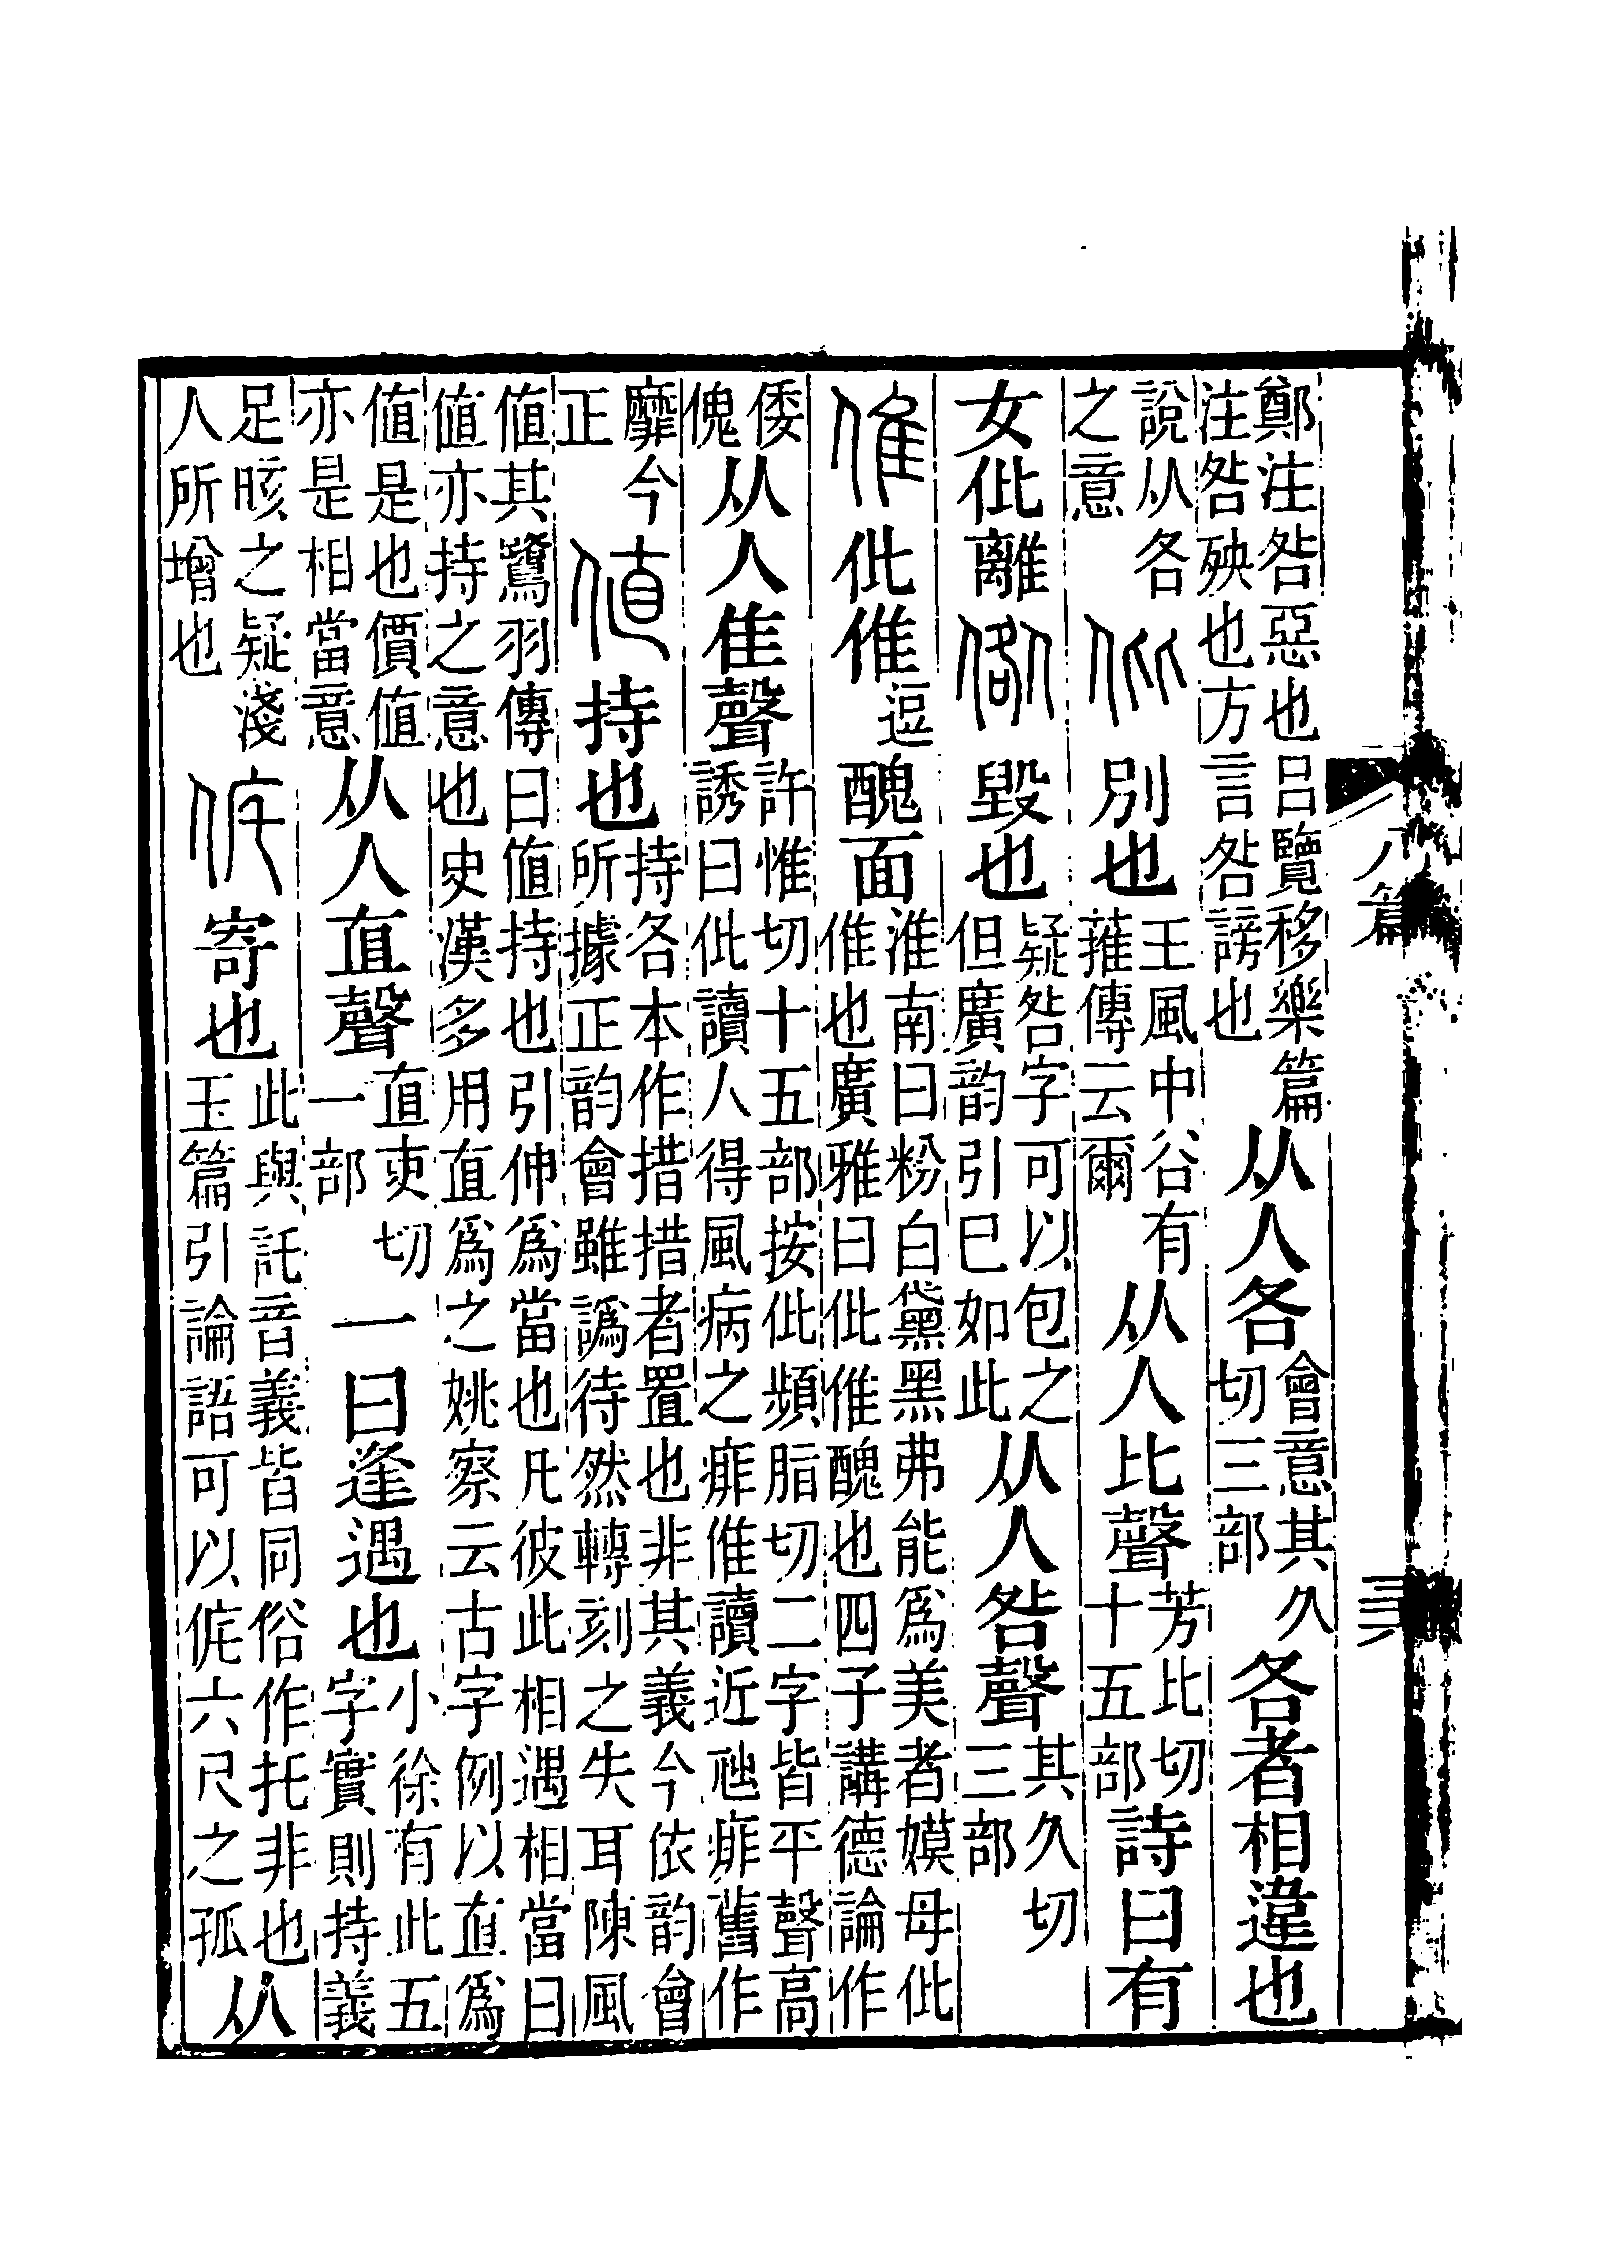 鄭注咎惡也呂覽移樂篇
注咎殃也方言咎謗也
从人各
會意其久
切三部
各者相違也
說从各
之意
仳別也
王風中谷有
蓷傳云爾
从人比聲
芳比切
十五部
詩曰有
女仳離
㑱毀也
疑咎字可以包之
但廣韵引巳如此
从人咎聲
其久切
三部
倠仳倠
逗
醜面
淮南曰粉白黛黑弗能爲美者嫫母仳
倠也廣雅曰仳倠醜也四子講德論作
倭
傀
从人隹聲
許惟切十五部按仳頻脂切二字皆平聲高
誘曰仳讀人得風病之痱倠讀近虺痱舊作
靡今
正
値持也
持各本作措措者置也非其義今依韵會
所據正韵會雖譌待然轉刻之失耳陳風
値其鷺羽傳曰値持也引伸爲當也凡彼此相遇相當曰
値亦持之意也史漢多用直爲之姚察云古字例以直爲
値是也價値
亦是相當意
从人直聲
直吏切
一部
一曰逢遇也
小徐有此五
字實則持義
足晐之疑淺
人所增也
侂寄也
此與託音義皆同俗作托非也
玉篇引論語可以侂六尺之孤
从
八篇